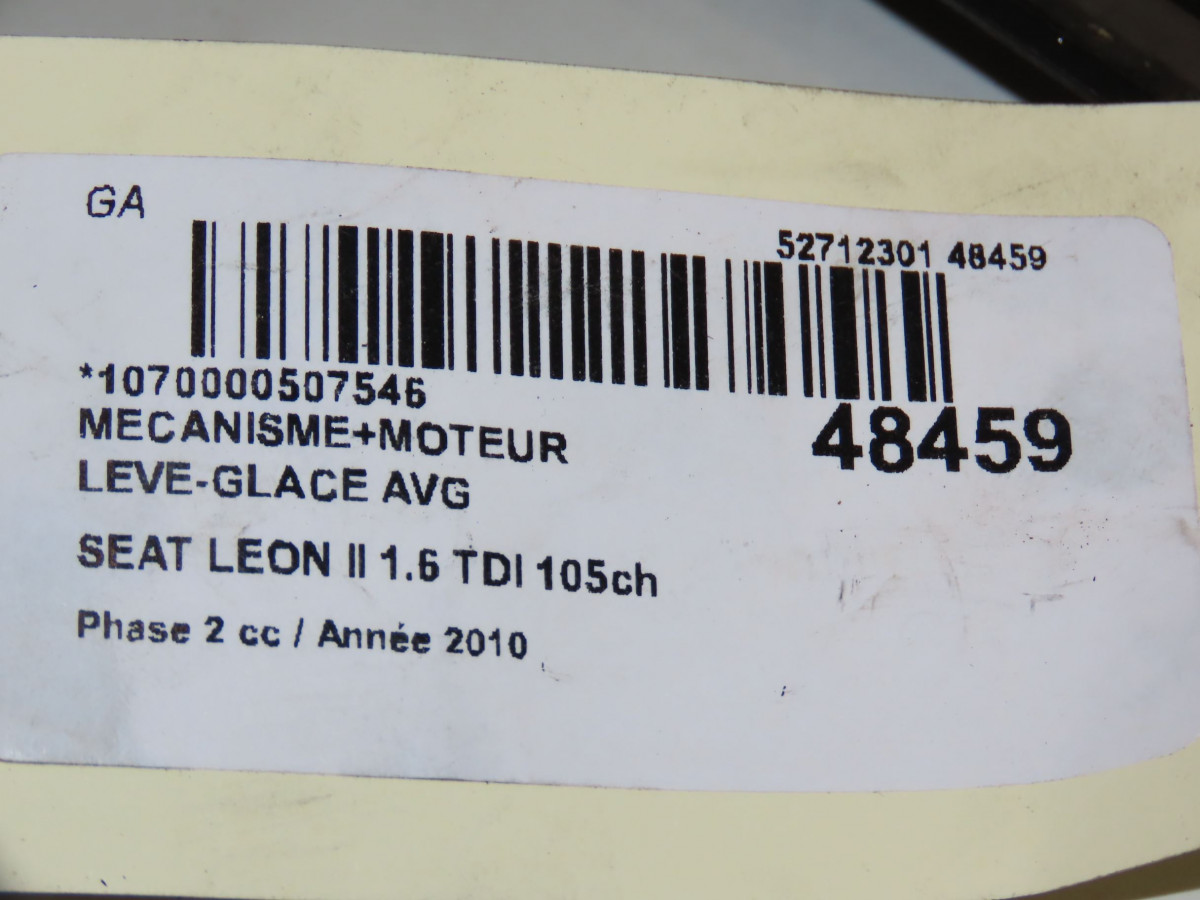 GA
52712301 48459
*1070000507546
48459
MECANISME+MOTEUR
LEVE-GLACE AVG
SEAT LEON II 1.6 TDI 105ch
Phase 2 cc / Année 2010